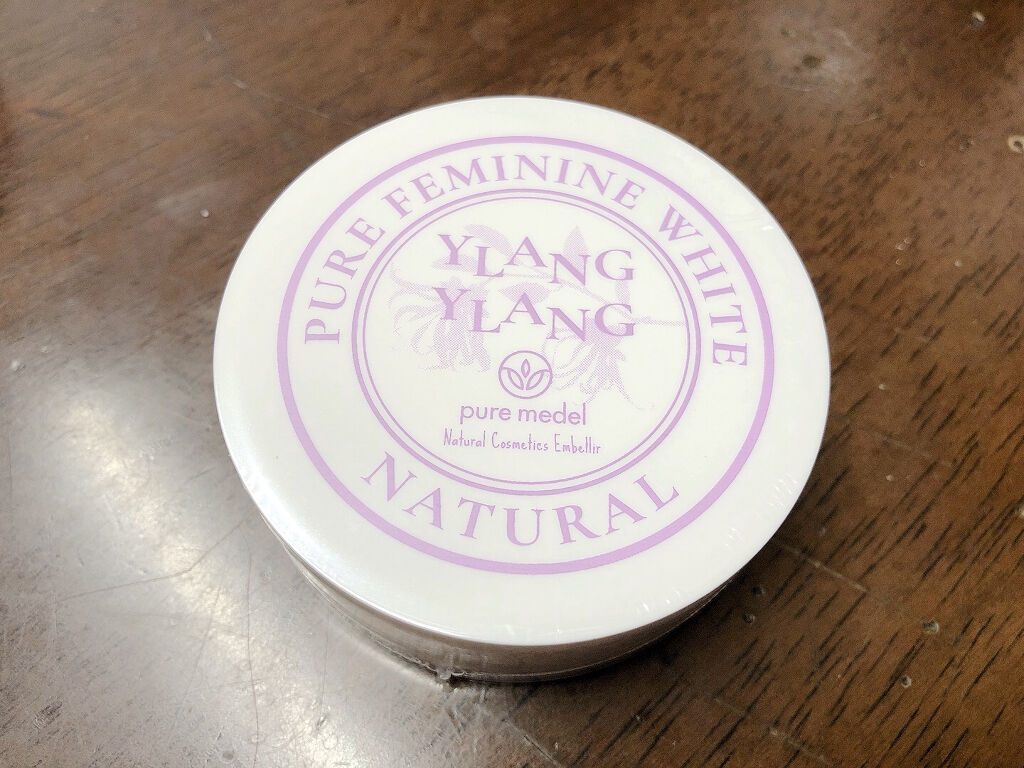 PURE FEMININE WHITE
YLANG
YLANG
pure medel
Natural Cosmetics Embellir
NATURAL